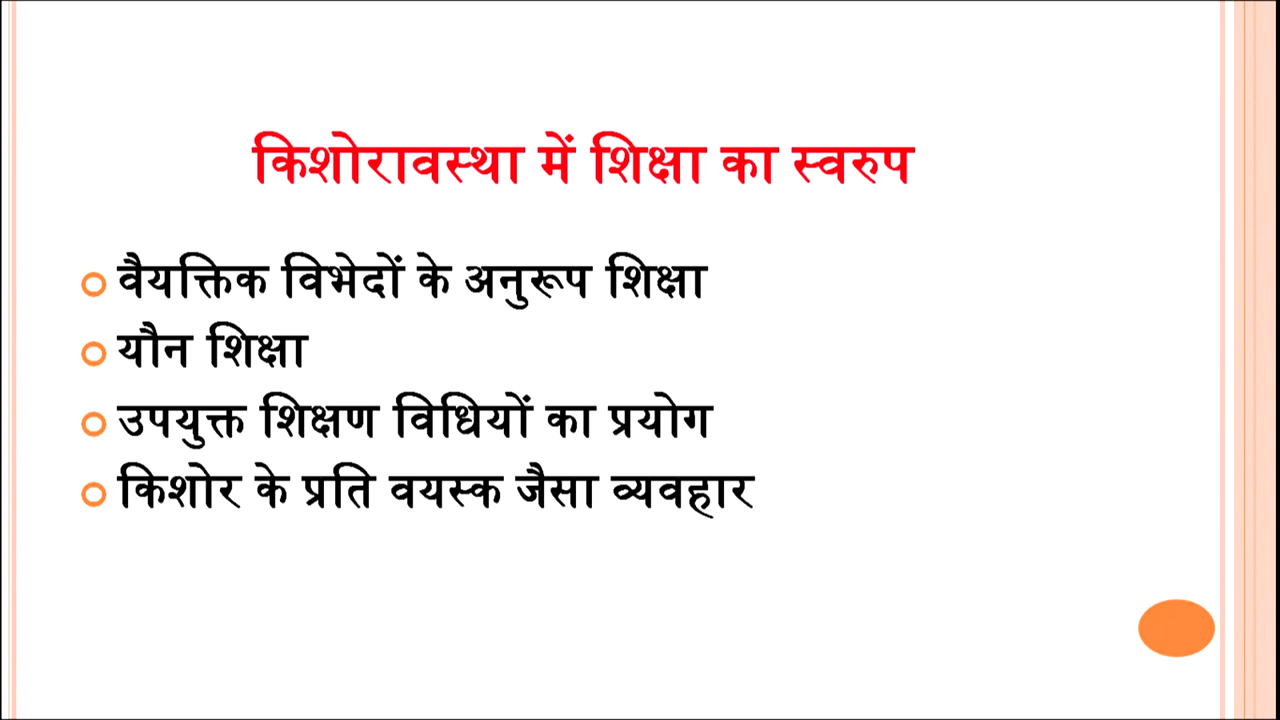 किशोरावस्था में शिक्षा का स्वरुप
वैयक्तिक विभेदों के अनुरूप शिक्षा
यौन शिक्षा
उपयुक्त शिक्षण विधियों का प्रयोग
किशोर के प्रति वयस्क जैसा व्यवहार